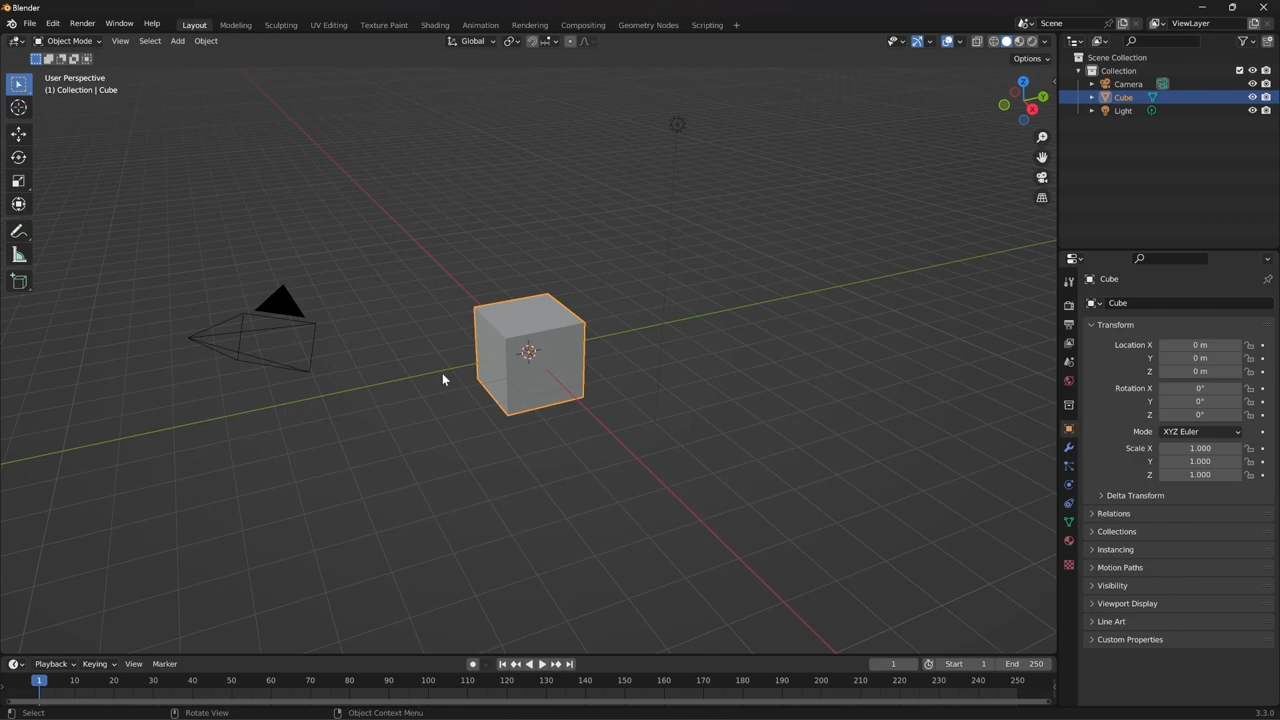 Blender
File Edit Render Window Help Layout Modeling Sculpting UV Editing Texture Paint Shading Animation Rendering Compositing Geometry Nodes Scripting + Scene ViewLayer
Object Mode View Select Add Object Global
Options
User Perspective
(1) Collection | Cube
Z
Y
X
Scene Collection
Collection
Camera
Cube
Light
Cube
Cube
Transform
Location X 0 m
Y 0 m
Z 0 m
Rotation X 0°
Y 0°
Z 0°
Mode XYZ Euler
Scale X 1.000
Y 1.000
Z 1.000
Delta Transform
Relations
Collections
Instancing
Motion Paths
Visibility
Viewport Display
Line Art
Custom Properties
Playback Keying View Marker 1 Start 1 End 250
1 10 20 30 40 50 60 70 80 90 100 110 120 130 140 150 160 170 180 190 200 210 220 230 240 250
Select Rotate View Object Context Menu 3.3.0